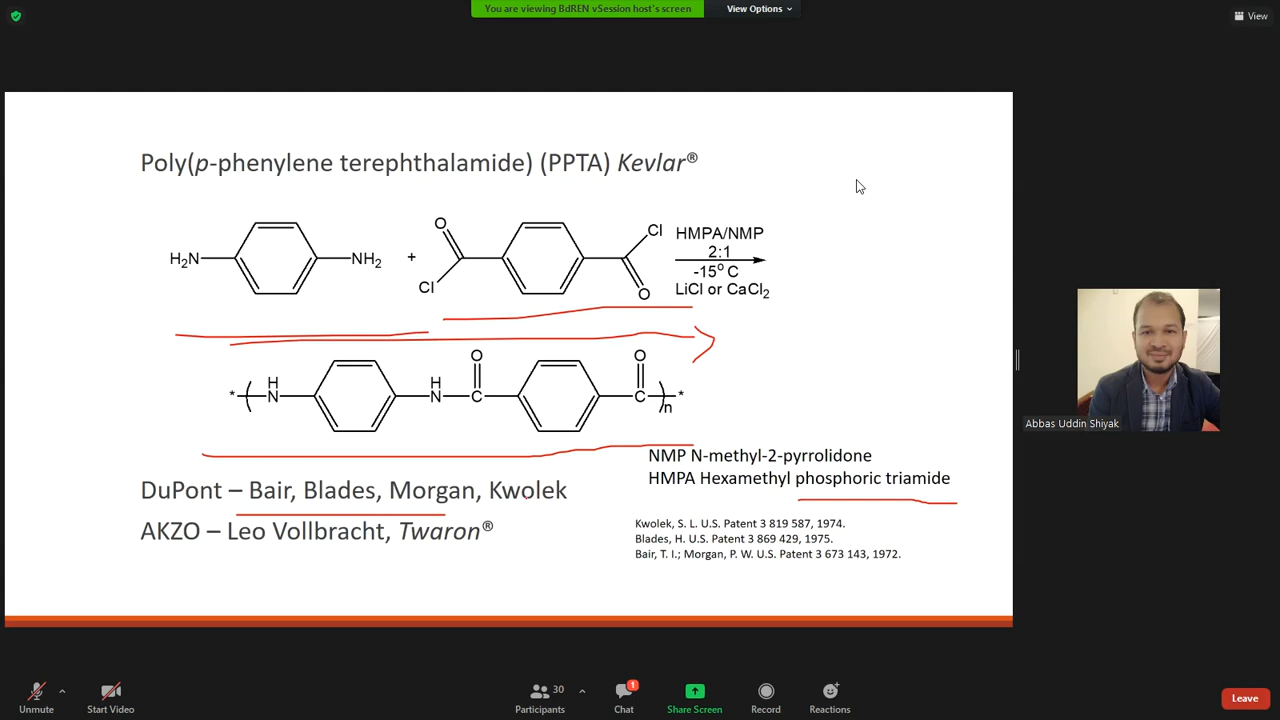 You are viewing BdREN vSession host's screen
View Options
View
Poly(p-phenylene terephthalamide) (PPTA) Kevlar®
H₂N
NH₂
+
O
Cl
Cl
O
HMPA/NMP
2:1
-15° C
LiCl or CaCl₂
* ( H N
H N
O C
O C )n *
NMP N-methyl-2-pyrrolidone
HMPA Hexamethyl phosphoric triamide
DuPont – Bair, Blades, Morgan, Kwolek
AKZO – Leo Vollbracht, Twaron®
Kwolek, S. L. U.S. Patent 3 819 587, 1974.
Blades, H. U.S. Patent 3 869 429, 1975.
Bair, T. I.; Morgan, P. W. U.S. Patent 3 673 143, 1972.
Abbas Uddin Shiyak
Unmute
Start Video
30
Participants
1
Chat
Share Screen
Record
Reactions
Leave